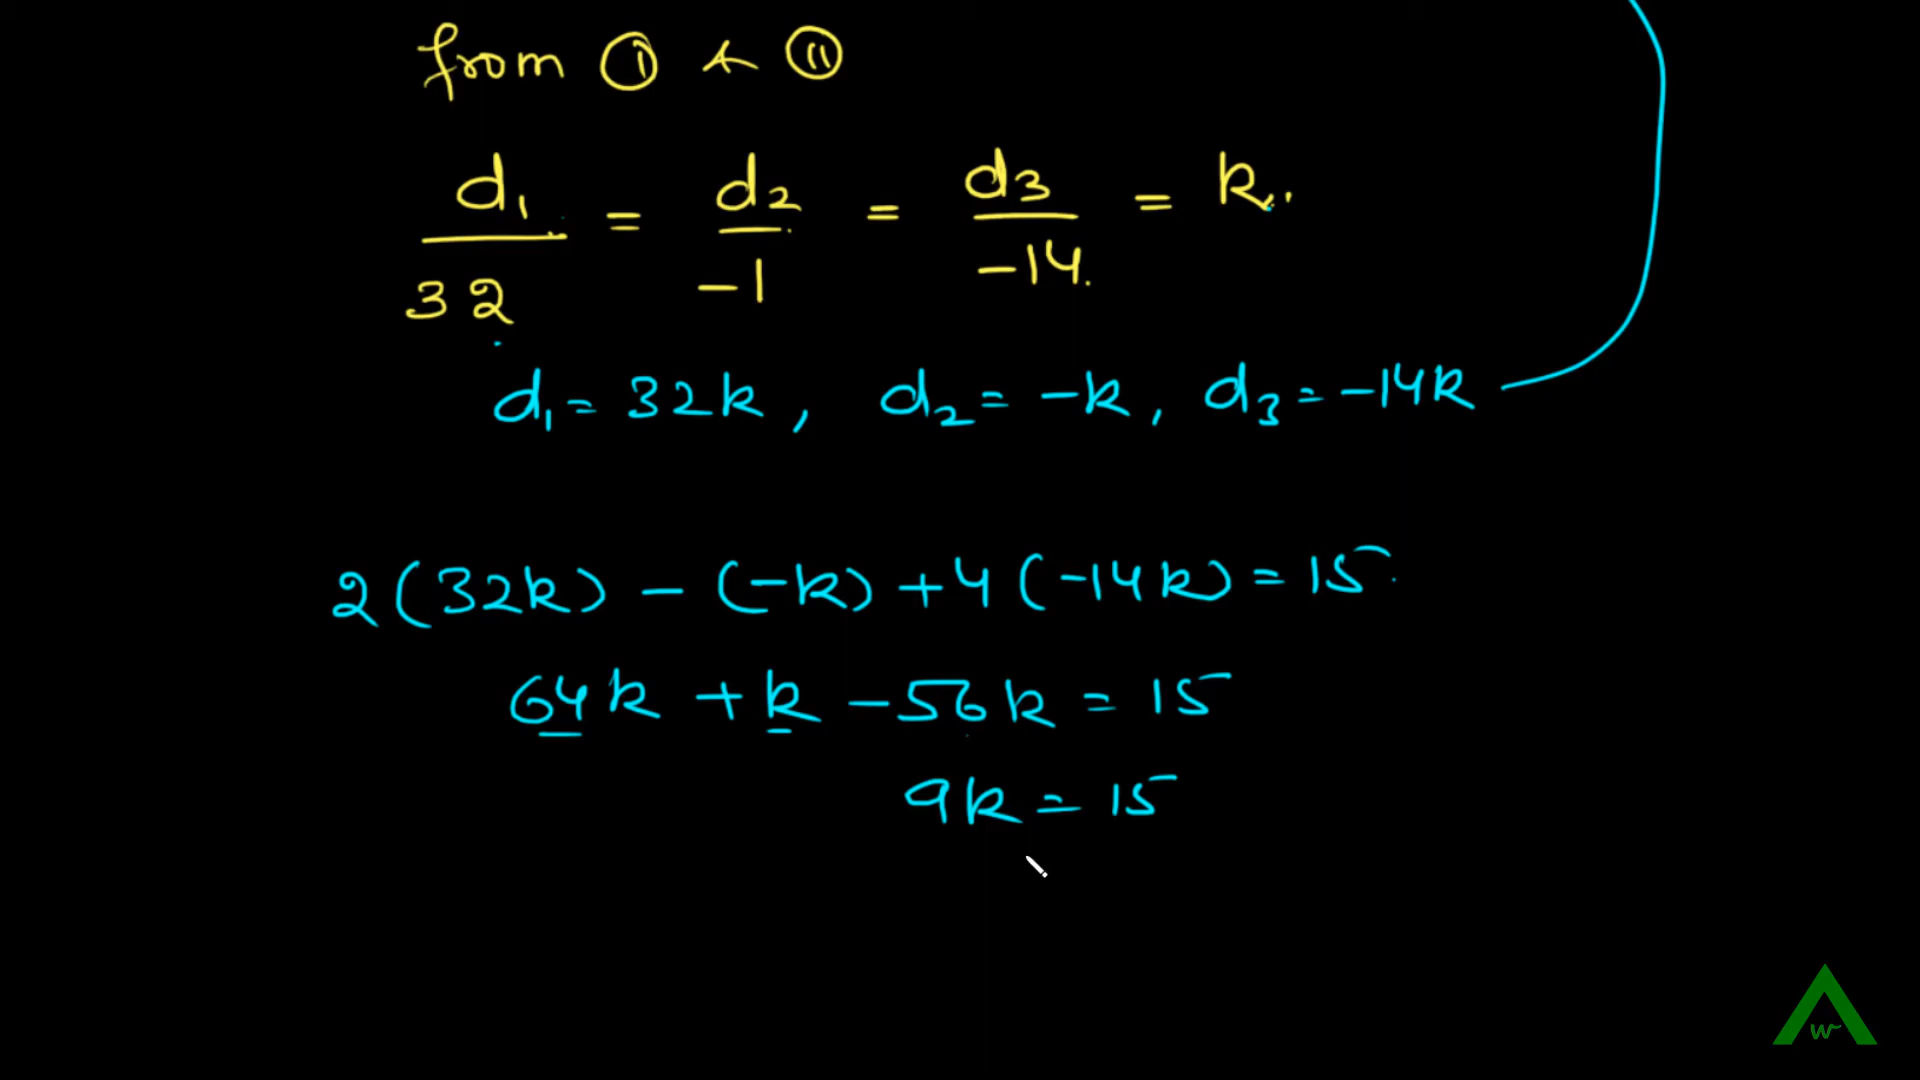 from ① & ⑪
d₁/32 = d₂/-1 = d₃/-14. = k.
d₁ = 32k, d₂ = -k, d₃ = -14k
2(32k) - (-k) + 4(-14k) = 15
64k + k - 56k = 15
9k = 15
W